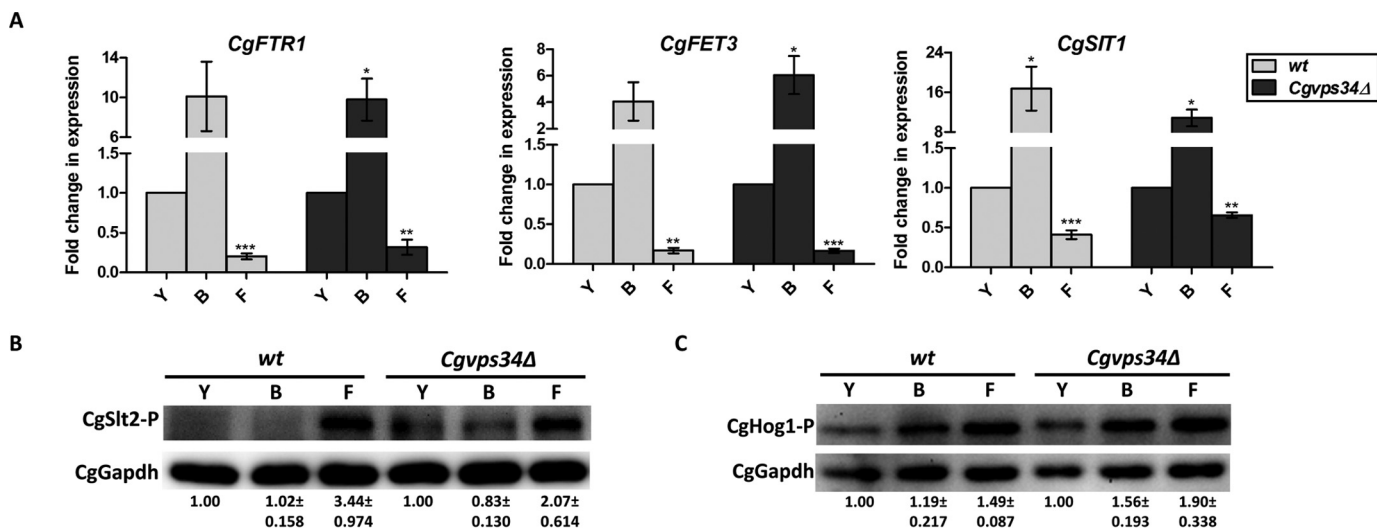 A
CgFTR1
CgFET3
CgSIT1
wt
Cgvps34Δ
Fold change in expression
14
10
6
1.5
1.0
0.5
0.0
*
***
**
Y B F Y B F
Fold change in expression
8
6
4
2
1.5
1.0
0.5
0.0
**
*
***
Y B F Y B F
Fold change in expression
24
16
8
1.5
1.0
0.5
0.0
*
***
*
**
Y B F Y B F
B
wt Cgvps34Δ
Y B F Y B F
CgSlt2-P
CgGapdh
1.00 1.02± 3.44± 1.00 0.83± 2.07±
0.158 0.974 0.130 0.614
C
wt Cgvps34Δ
Y B F Y B F
CgHog1-P
CgGapdh
1.00 1.19± 1.49± 1.00 1.56± 1.90±
0.217 0.087 0.193 0.338